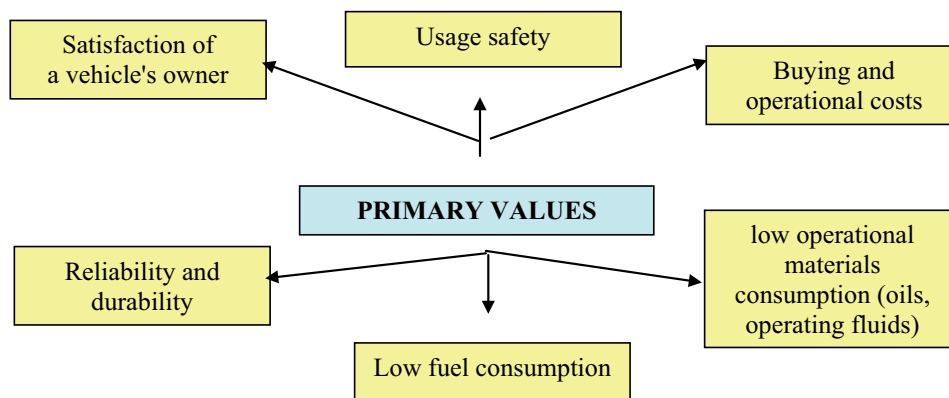 Satisfaction of
a vehicle's owner
Usage safety
Buying and
operational costs
PRIMARY VALUES
Reliability and
durability
low operational
materials
consumption (oils,
operating fluids)
Low fuel consumption